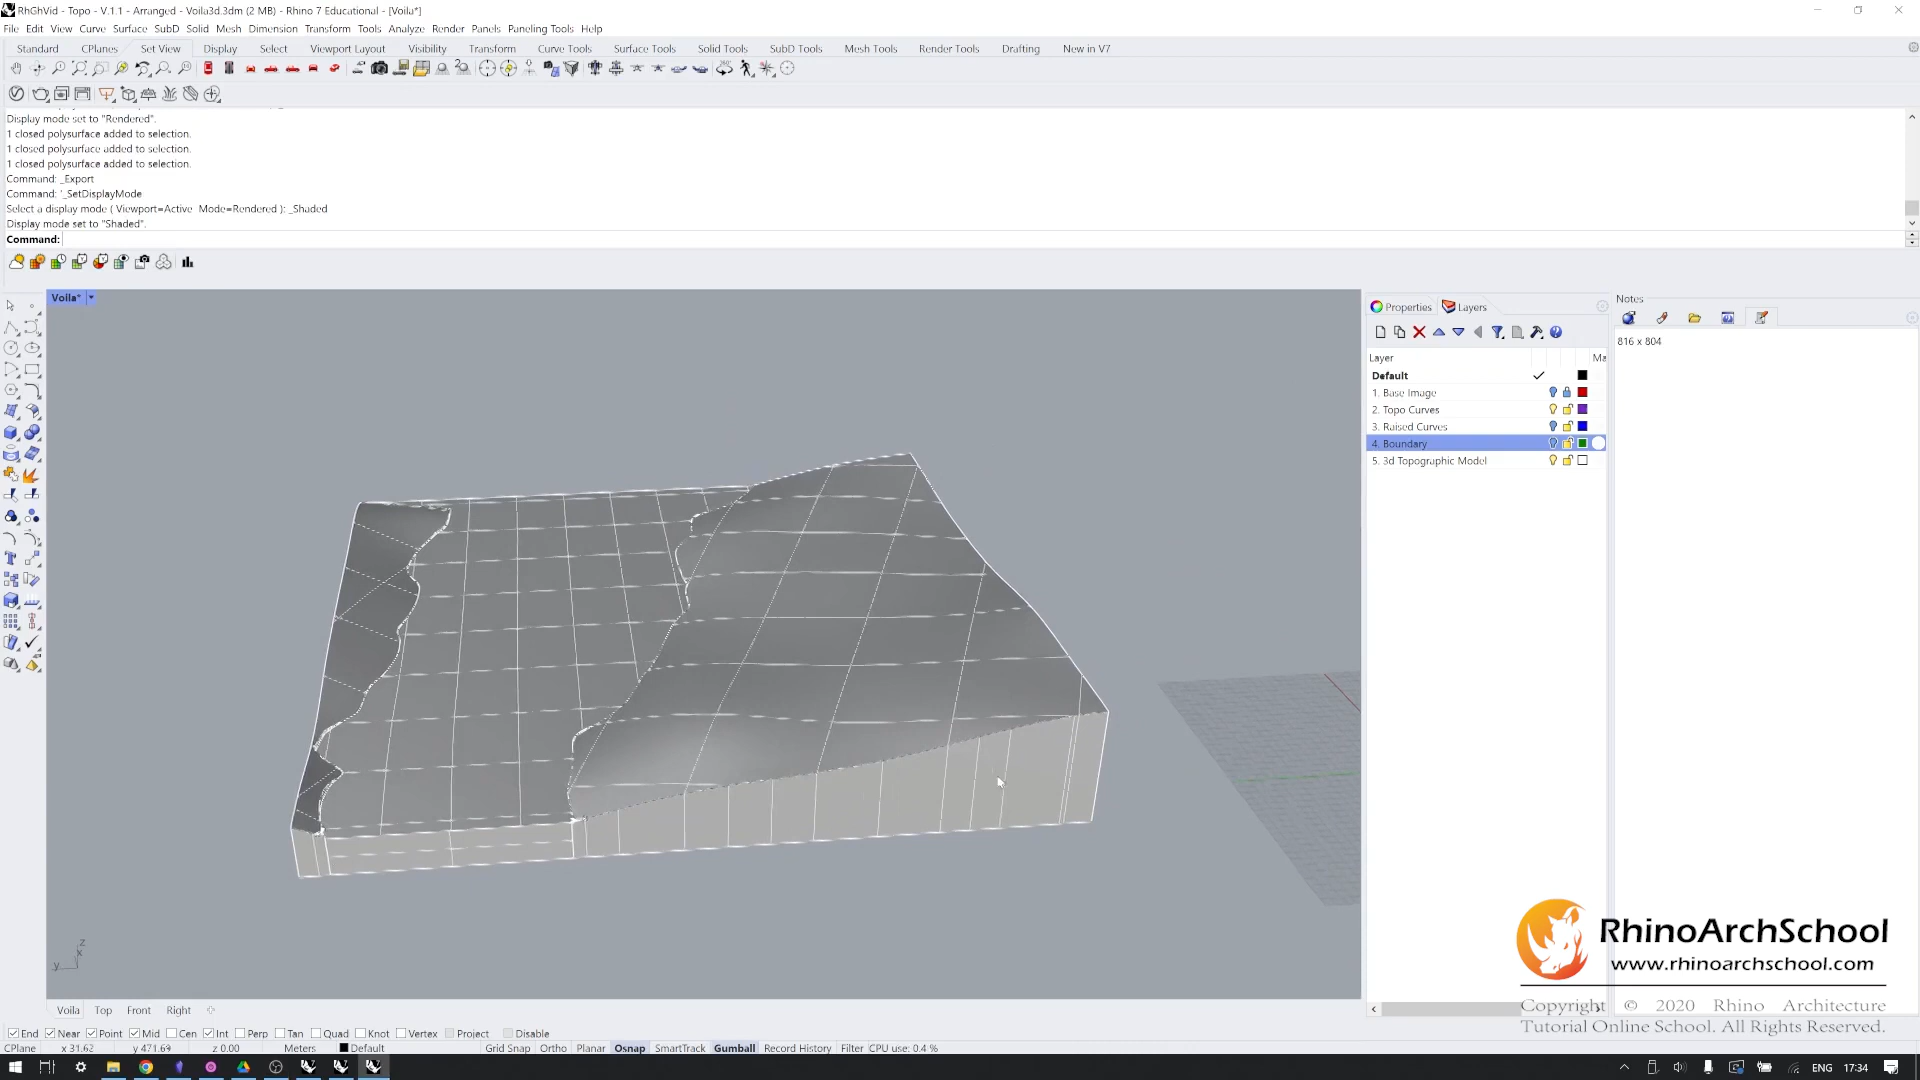 RhGhVid - Topo - V.1.1 - Arranged - Voila3d.3dm (2 MB) - Rhino 7 Educational - [Voila*]
File Edit View Curve Surface SubD Solid Mesh Dimension Transform Tools Analyze Render Panels Paneling Tools Help
Standard CPlanes Set View Display Select Viewport Layout Visibility Transform Curve Tools Surface Tools Solid Tools SubD Tools Mesh Tools Render Tools Drafting New in V7
Display mode set to "Rendered".
1 closed polysurface added to selection.
1 closed polysurface added to selection.
1 closed polysurface added to selection.
Command: _Export
Command: '_SetDisplayMode
Select a display mode ( Viewport=Active Mode=Rendered ): _Shaded
Display mode set to "Shaded".
Command:
Voila*
Properties Layers
Notes
816 x 804
Layer Ma
Default
1. Base Image
2. Topo Curves
3. Raised Curves
4. Boundary
5. 3d Topographic Model
z
x
y
RhinoArchSchool
www.rhinoarchschool.com
Copyright © 2020 Rhino Architecture
Tutorial Online School. All Rights Reserved.
Voila Top Front Right
End Near Point Mid Cen Int Perp Tan Quad Knot Vertex Project Disable
CPlane x 31.62 y 471.69 z 0.00 Meters Default Grid Snap Ortho Planar Osnap SmartTrack Gumball Record History Filter CPU use: 0.4 %
ENG 17:34